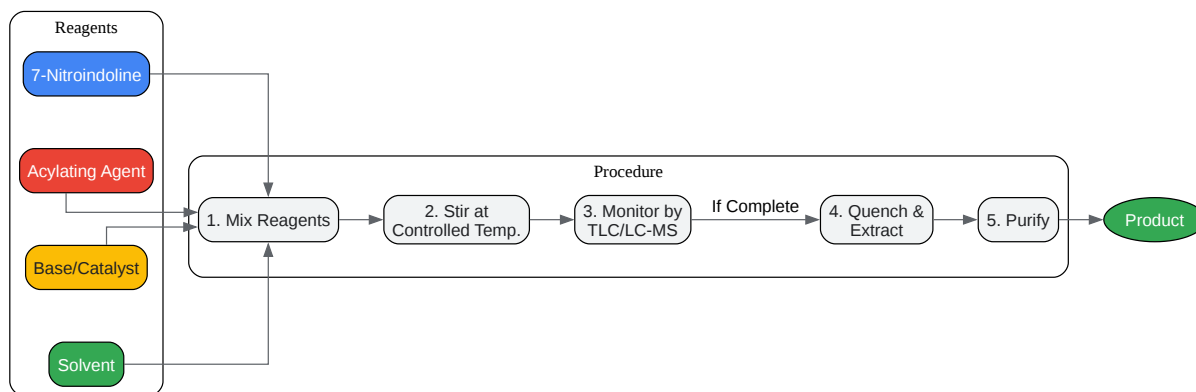 Reagents
7-Nitroindoline
Acylating Agent
Base/Catalyst
Solvent
Procedure
1. Mix Reagents
2. Stir at
Controlled Temp.
3. Monitor by
TLC/LC-MS
If Complete
4. Quench &
Extract
5. Purify
Product